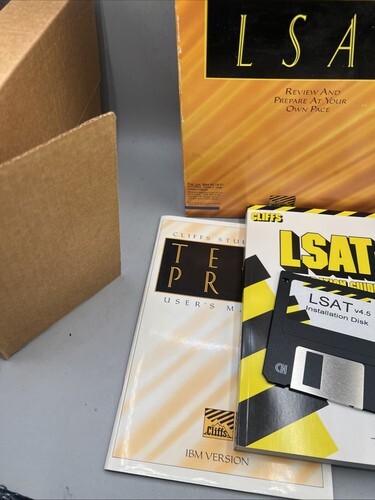 LSA
REVIEW AND
PREPARE AT YOUR
OWN PACE
CLIFFS
LSAT
LSAT v4.5
Installation Disk
CLIFFS
TE
PR
USER'S
Cliffs
IBM VERSION